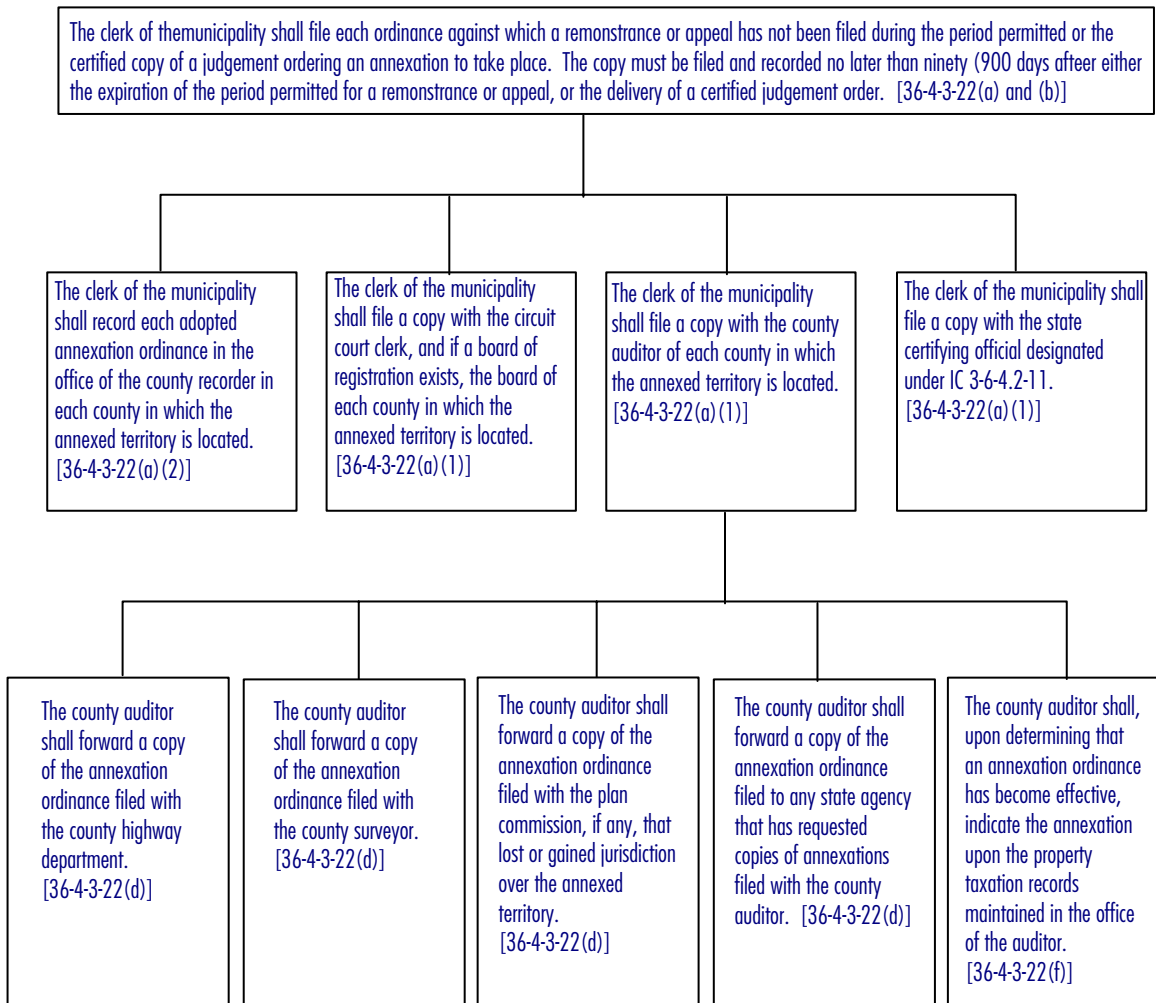 The clerk of themunicipality shall file each ordinance against which a remonstrance or appeal has not been filed during the period permitted or the
certified copy of a judgement ordering an annexation to take place. The copy must be filed and recorded no later than ninety (900 days afteer either
the expiration of the period permitted for a remonstrance or appeal, or the delivery of a certified judgement order. [36-4-3-22(a) and (b)]
The clerk of the municipality
shall record each adopted
annexation ordinance in the
office of the county recorder in
each county in which the
annexed territory is located.
[36-4-3-22(a)(2)]
The clerk of the municipality
shall file a copy with the circuit
court clerk, and if a board of
registration exists, the board of
each county in which the
annexed territory is located.
[36-4-3-22(a)(1)]
The clerk of the municipality
shall file a copy with the county
auditor of each county in which
the annexed territory is located.
[36-4-3-22(a)(1)]
The clerk of the municipality shall
file a copy with the state
certifying official designated
under IC 3-6-4.2-11.
[36-4-3-22(a)(1)]
The county auditor
shall forward a copy
of the annexation
ordinance filed with
the county highway
department.
[36-4-3-22(d)]
The county auditor
shall forward a copy
of the annexation
ordinance filed with
the county surveyor.
[36-4-3-22(d)]
The county auditor shall
forward a copy of the
annexation ordinance
filed with the plan
commission, if any, that
lost or gained jurisdiction
over the annexed
territory.
[36-4-3-22(d)]
The county auditor shall
forward a copy of the
annexation ordinance
filed to any state agency
that has requested
copies of annexations
filed with the county
auditor. [36-4-3-22(d)]
The county auditor shall,
upon determining that
an annexation ordinance
has become effective,
indicate the annexation
upon the property
taxation records
maintained in the office
of the auditor.
[36-4-3-22(f)]